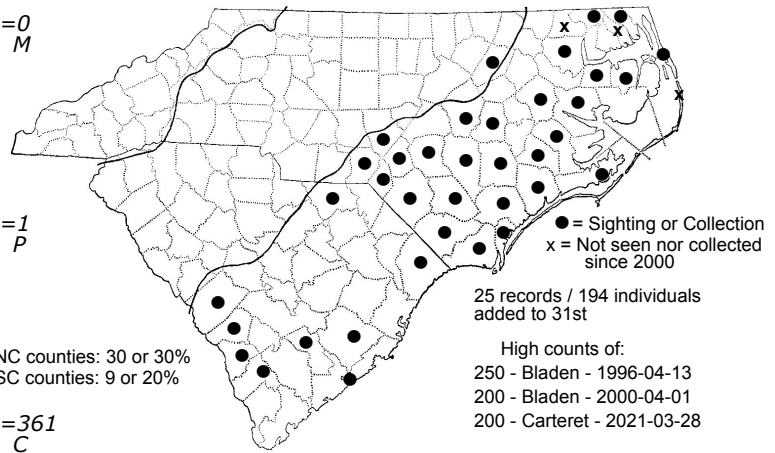 =0
M
=1
P
● = Sighting or Collection
x = Not seen nor collected
since 2000
25 records / 194 individuals
added to 31st
NC counties: 30 or 30%
SC counties: 9 or 20%
High counts of:
250 - Bladen - 1996-04-13
200 - Bladen - 2000-04-01
200 - Carteret - 2021-03-28
=361
C